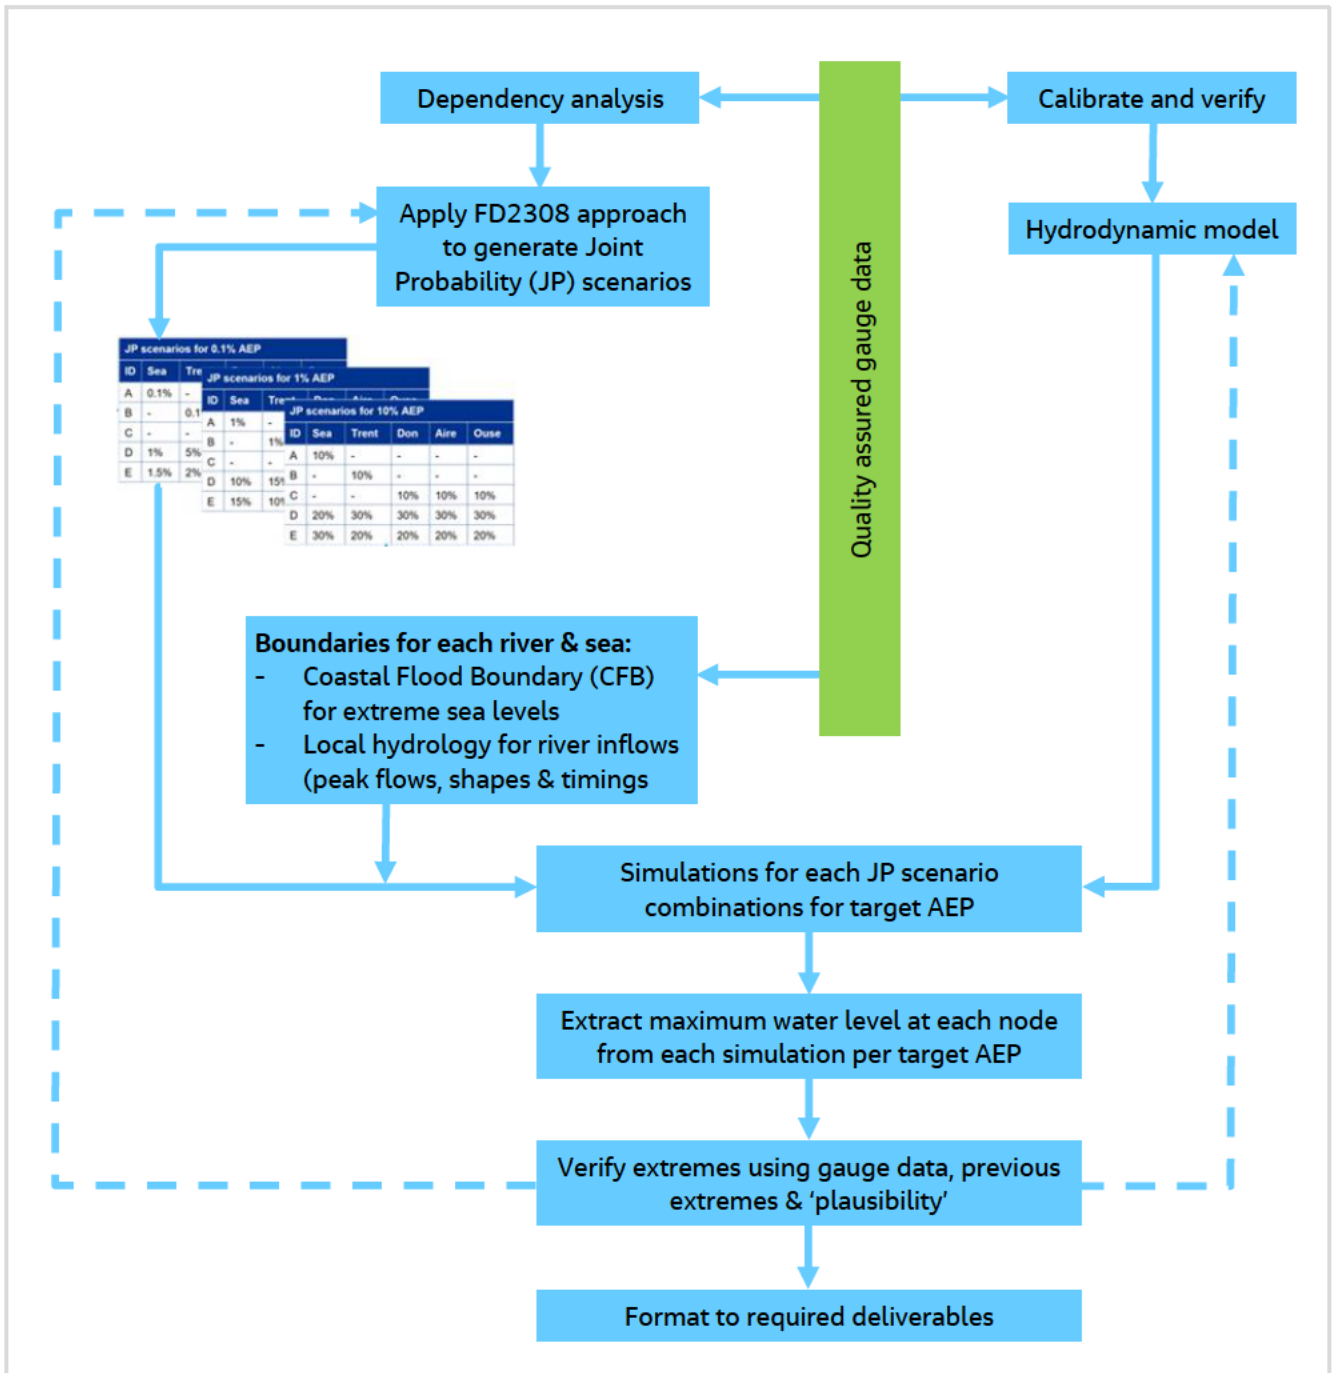 Dependency analysis
Calibrate and verify
Apply FD2308 approach
to generate Joint
Probability (JP) scenarios
Hydrodynamic model
Quality assured gauge data
JP scenarios for 0.1% AEP
ID Sea
A 0.1% -
B -
C - -
D 1% 5%
E 1.5% 2%
JP scenarios for 1% AEP
ID Sea
A 1% -
B - 1%
C - -
D 10%
E 15%
JP scenarios for 10% AEP
ID Sea Trent Don Aire Ouse
A 10% - - - -
B - 10% - - -
C - - 10% 10% 10%
D 20% 30% 30% 30% 30%
E 30% 20% 20% 20% 20%
Boundaries for each river & sea:
- Coastal Flood Boundary (CFB)
for extreme sea levels
- Local hydrology for river inflows
(peak flows, shapes & timings
Simulations for each JP scenario
combinations for target AEP
Extract maximum water level at each node
from each simulation per target AEP
Verify extremes using gauge data, previous
extremes & ‘plausibility’
Format to required deliverables